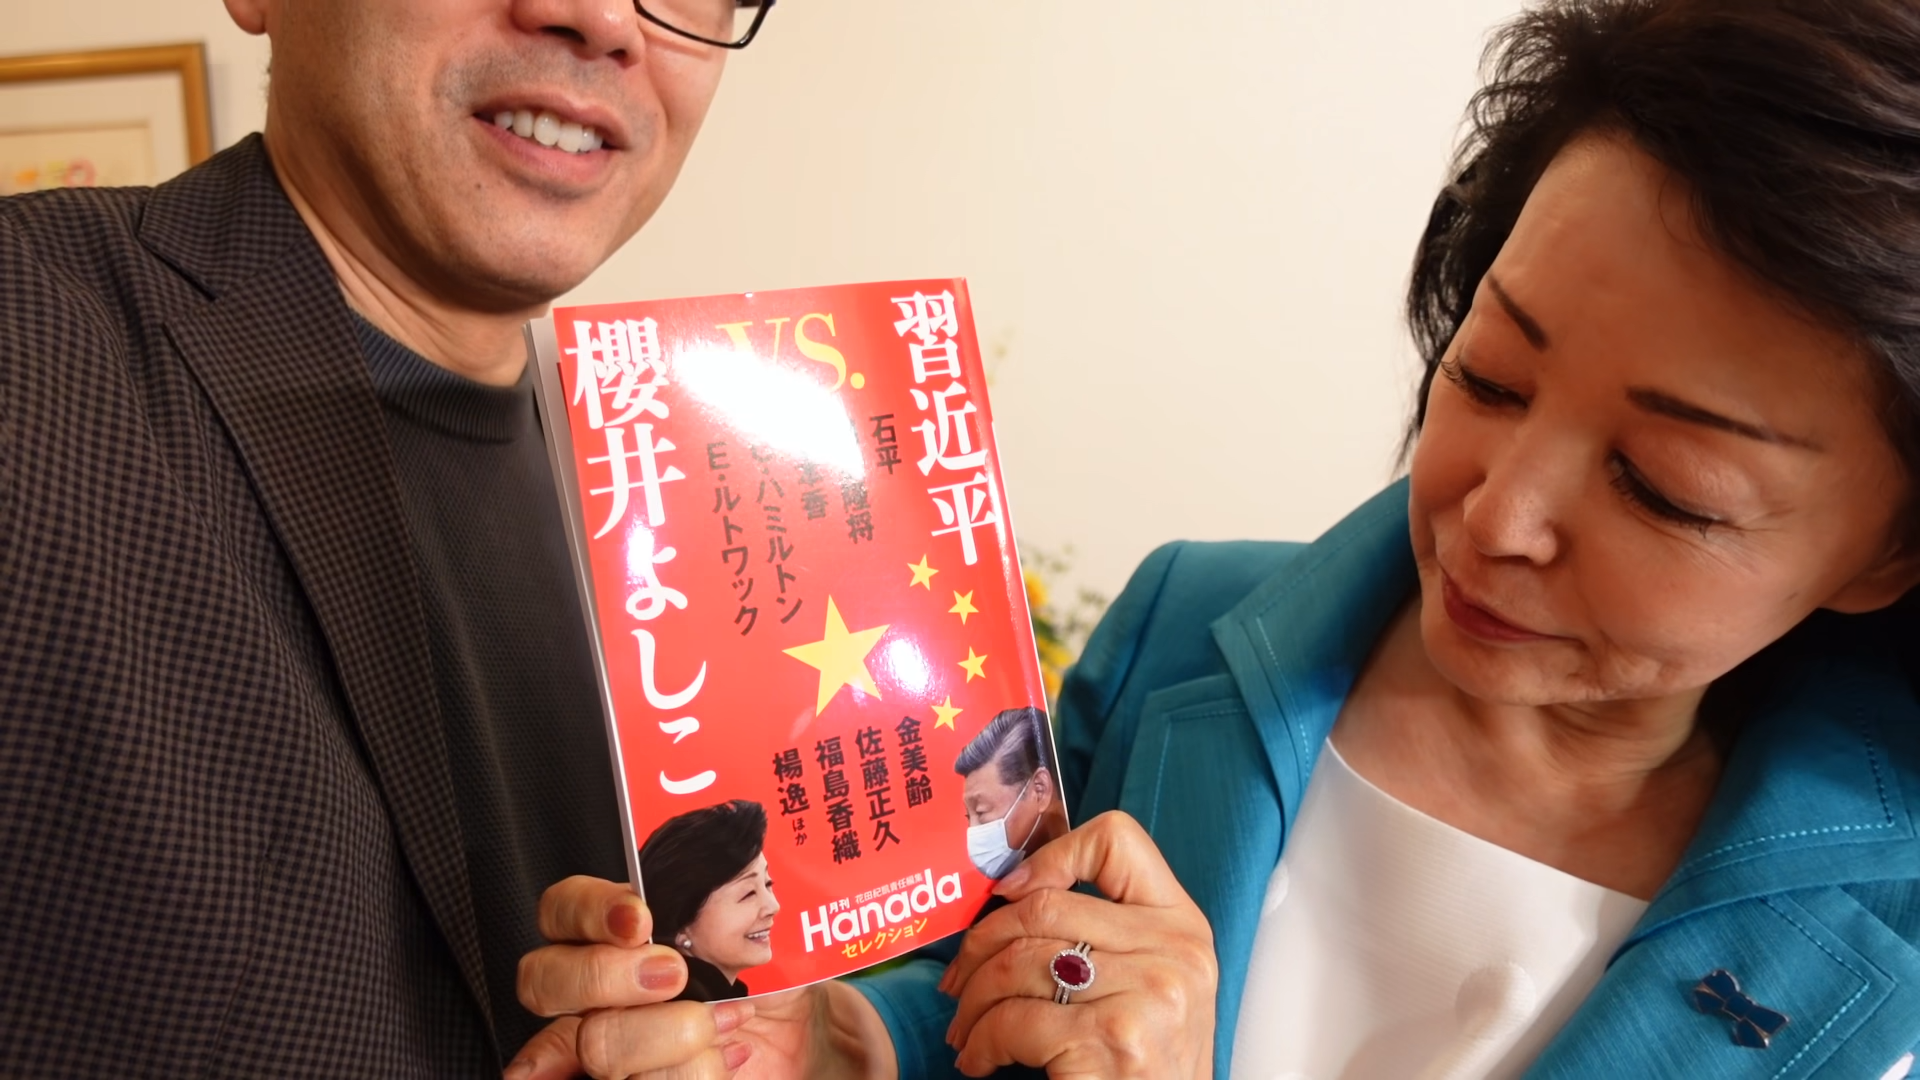 習近平
VS.
櫻井よしこ
石平
隆将
本香
C・ハミルトン
E・ルトワック
金美齢
佐藤正久
福島香織
楊逸ほか
月刊
花田紀凱責任編集
Hanada
セレクション